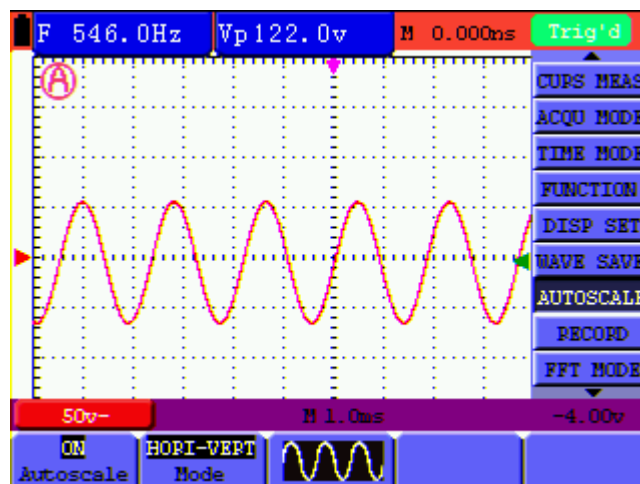 F 546.0Hz
Vp122.0v
M 0.000ns
Trig'd
A
CURS MEAS
ACQU MODE
TIME MODE
FUNCTION
DISP SET
WAVE SAVE
AUTOSCALE
RECORD
FFT MODE
50v~
M 1.0ms
-4.00v
ON
Autoscale
HORI-VERT
Mode